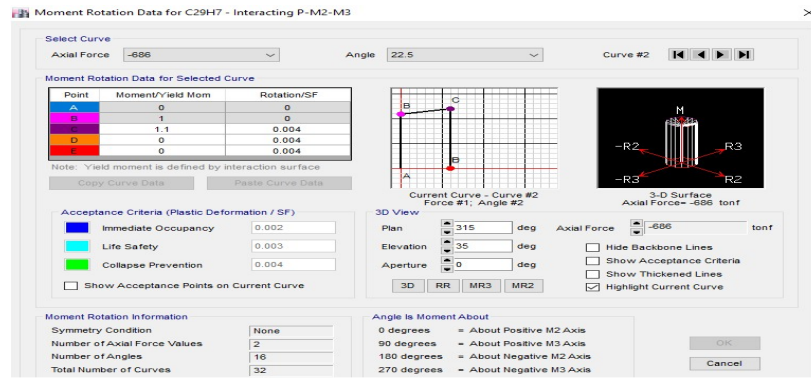 Moment Rotation Data for C29H7 - Interacting P-M2-M3
Select Curve
Axial Force -686 Angle 22.5 Curve #2
Moment Rotation Data for Selected Curve
Point Moment/Yield Mom Rotation/SF
A 0 0
B 1 0
C 1.1 0.004
D 0 0.004
E 0 0.004
Note: Yield moment is defined by interaction surface
Copy Curve Data Paste Curve Data
B C
A B
Current Curve - Curve #2
Force #1; Angle #2
M
-R2 R3
-R3 R2
3-D Surface
Axial Force= -686 tonf
Acceptance Criteria (Plastic Deformation / SF)
Immediate Occupancy 0.002
Life Safety 0.003
Collapse Prevention 0.004
Show Acceptance Points on Current Curve
3D View
Plan 315 deg Axial Force -686 tonf
Elevation 35 deg
Aperture 0 deg
3D RR MR3 MR2
Hide Backbone Lines
Show Acceptance Criteria
Show Thickened Lines
Highlight Current Curve
Moment Rotation Information
Symmetry Condition None
Number of Axial Force Values 2
Number of Angles 16
Total Number of Curves 32
Angle Is Moment About
0 degrees = About Positive M2 Axis
90 degrees = About Positive M3 Axis
180 degrees = About Negative M2 Axis
270 degrees = About Negative M3 Axis
OK
Cancel